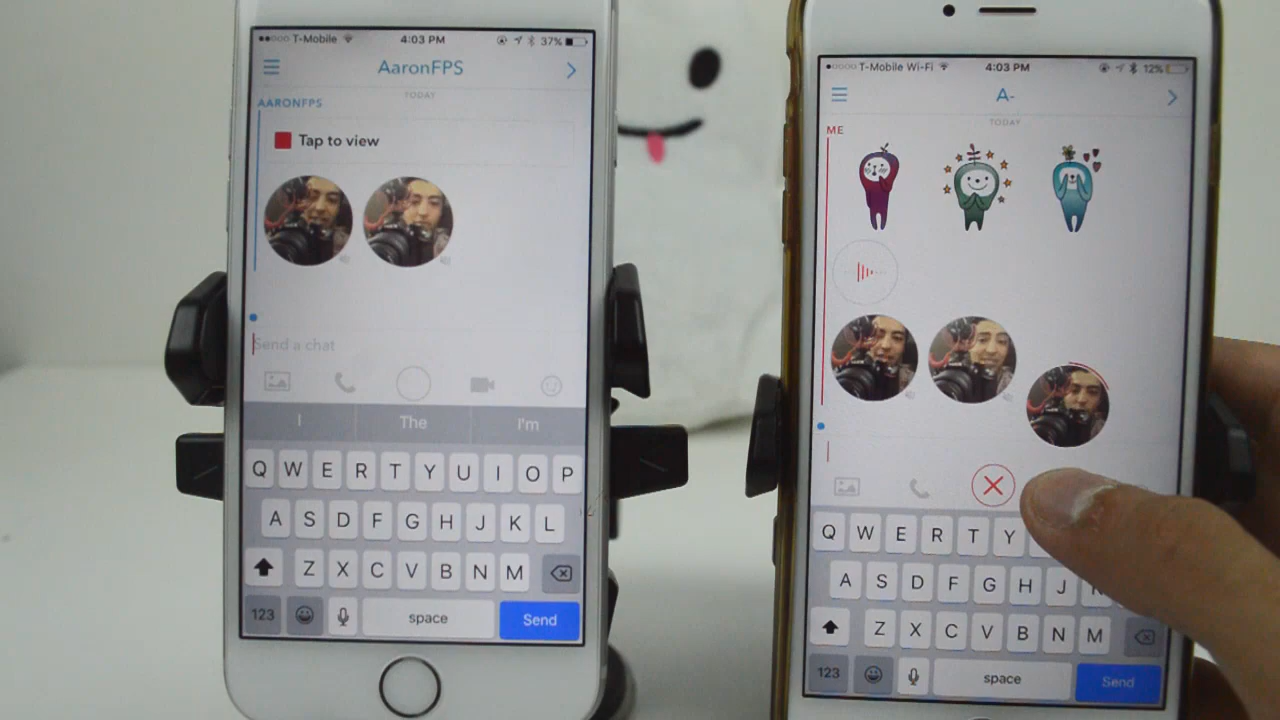 T-Mobile 4:03 PM 37%
AaronFPS
TODAY
AARONFPS
Tap to view
Send a chat
I The I'm
Q W E R T Y U I O P
A S D F G H J K L
Z X C V B N M
123 space Send
T-Mobile Wi-Fi 4:03 PM 12%
A-
TODAY
ME
Q W E R T Y
A S D F G H J K
Z X C V B N M
123 space Send